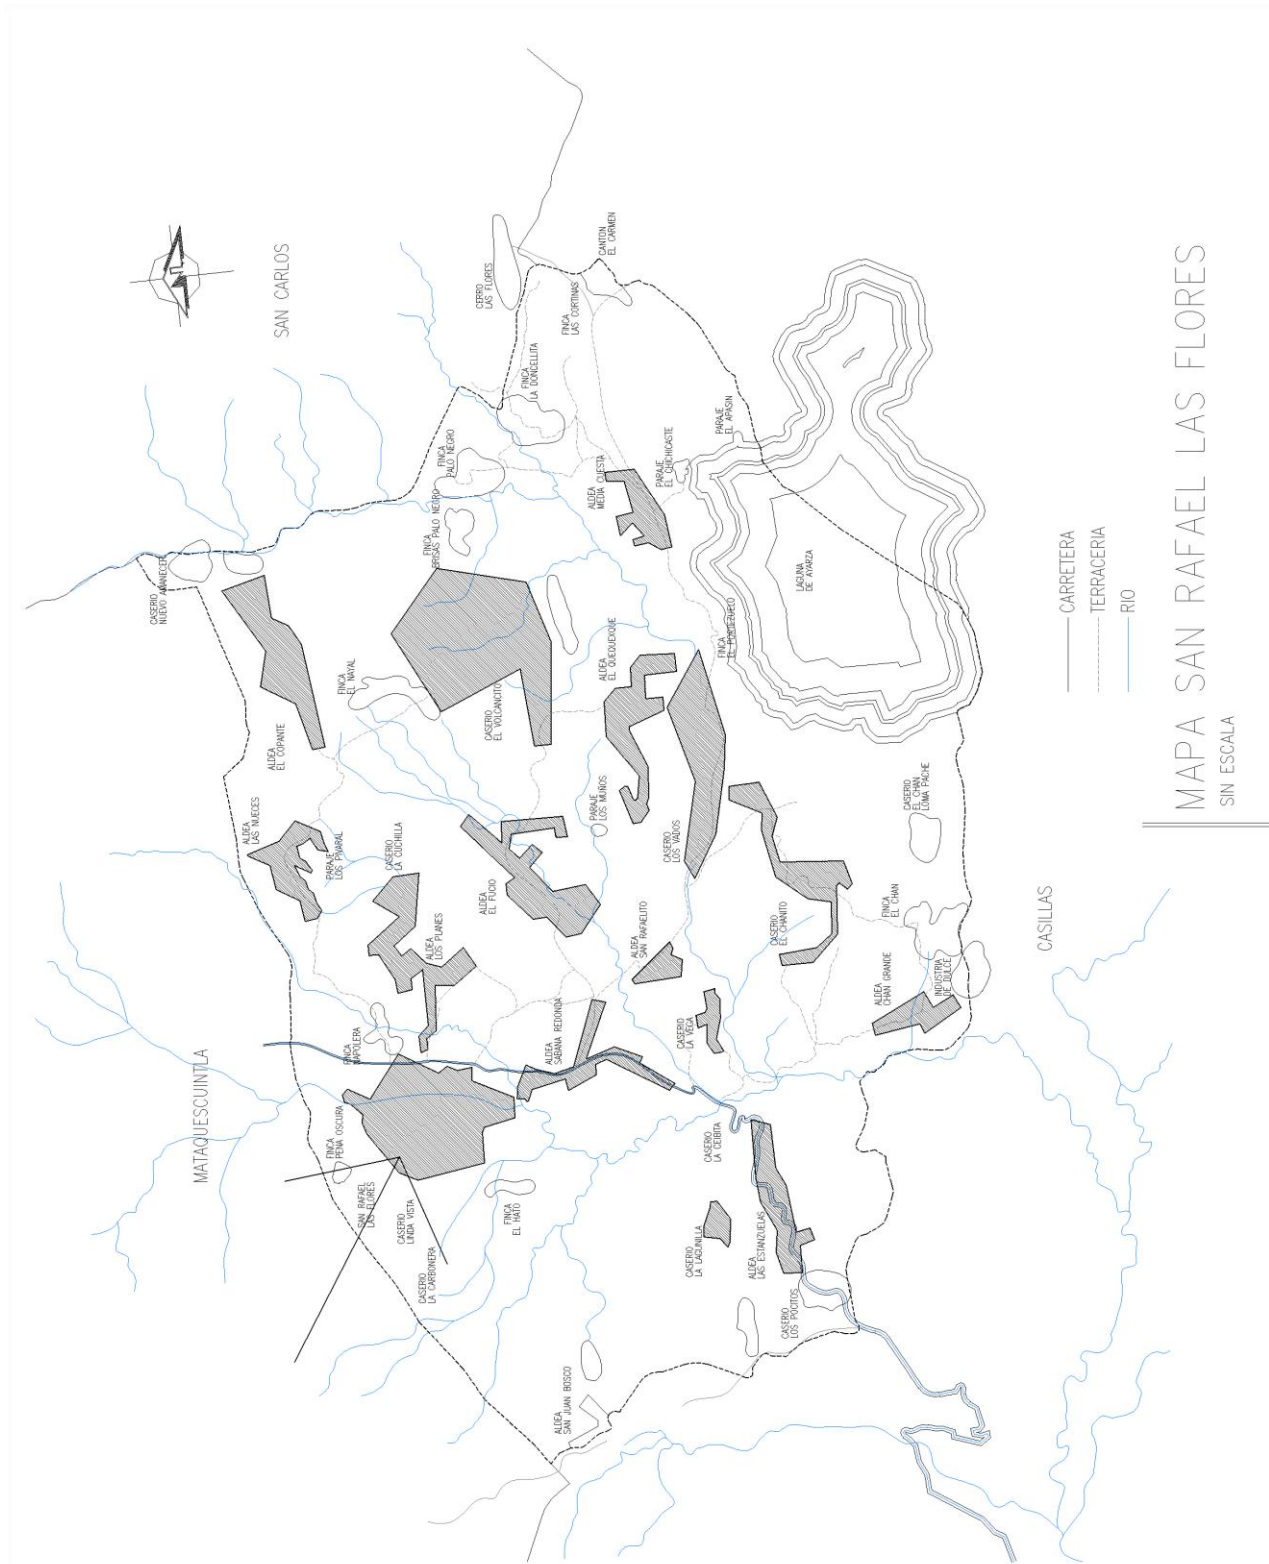 SAN CARLOS
CASERIO
NUEVO AMANECER
ALDEA
EL COPANTE
FINCA
EL NAYAL
ALDEA
LAS NUECES
PARAJE
LOS PINARAL
CASERIO
LA CUCHILLA
ALDEA
LOS PLANES
FINCA
NAPOLERA
MATAQUESCUINTLA
FINCA
PENA OSCURA
SAN RAFAEL
LAS FLORES
CASERIO
LINDA VISTA
CASERIO
LA CARBONERA
FINCA
EL HATO
ALDEA
SAN JUAN BOSCO
CERRO
LAS FLORES
CANTON
EL CARMEN
FINCA
LAS CORTINAS
FINCA
LA DONCELLITA
FINCA
PALO NEGRO
FINCA
BRISAS PALO NEGRO
CASERIO
EL VOLCANCITO
ALDEA
MEDIA CUESTA
PARAJE
EL CHICHICASTE
PARAJE
EL APASIN
ALDEA
EL QUEQUEXQUE
PARAJE
LOS MUÑOS
ALDEA
EL FUCIO
ALDEA
SAN RAFAELITO
ALDEA
SABANA REDONDA
CASERIO
LOS VADOS
FINCA
EL PORTEZUELO
LAGUNA
DE AYARZA
CASERIO
LA VEGA
CASERIO
EL CHANITO
CASERIO
LA CEIBITA
CASERIO
LA LAGUNILLA
ALDEA
LAS ESTANZUELAS
CASERIO
LOS POCITOS
CASERIO
EL CHAN
LOMA PACHE
FINCA
EL CHAN
ALDEA
CHAN GRANDE
INDUSTRIA
DE DULCE
CASILLAS
CARRETERA
TERRACERIA
RIO
MAPA SAN RAFAEL LAS FLORES
SIN ESCALA